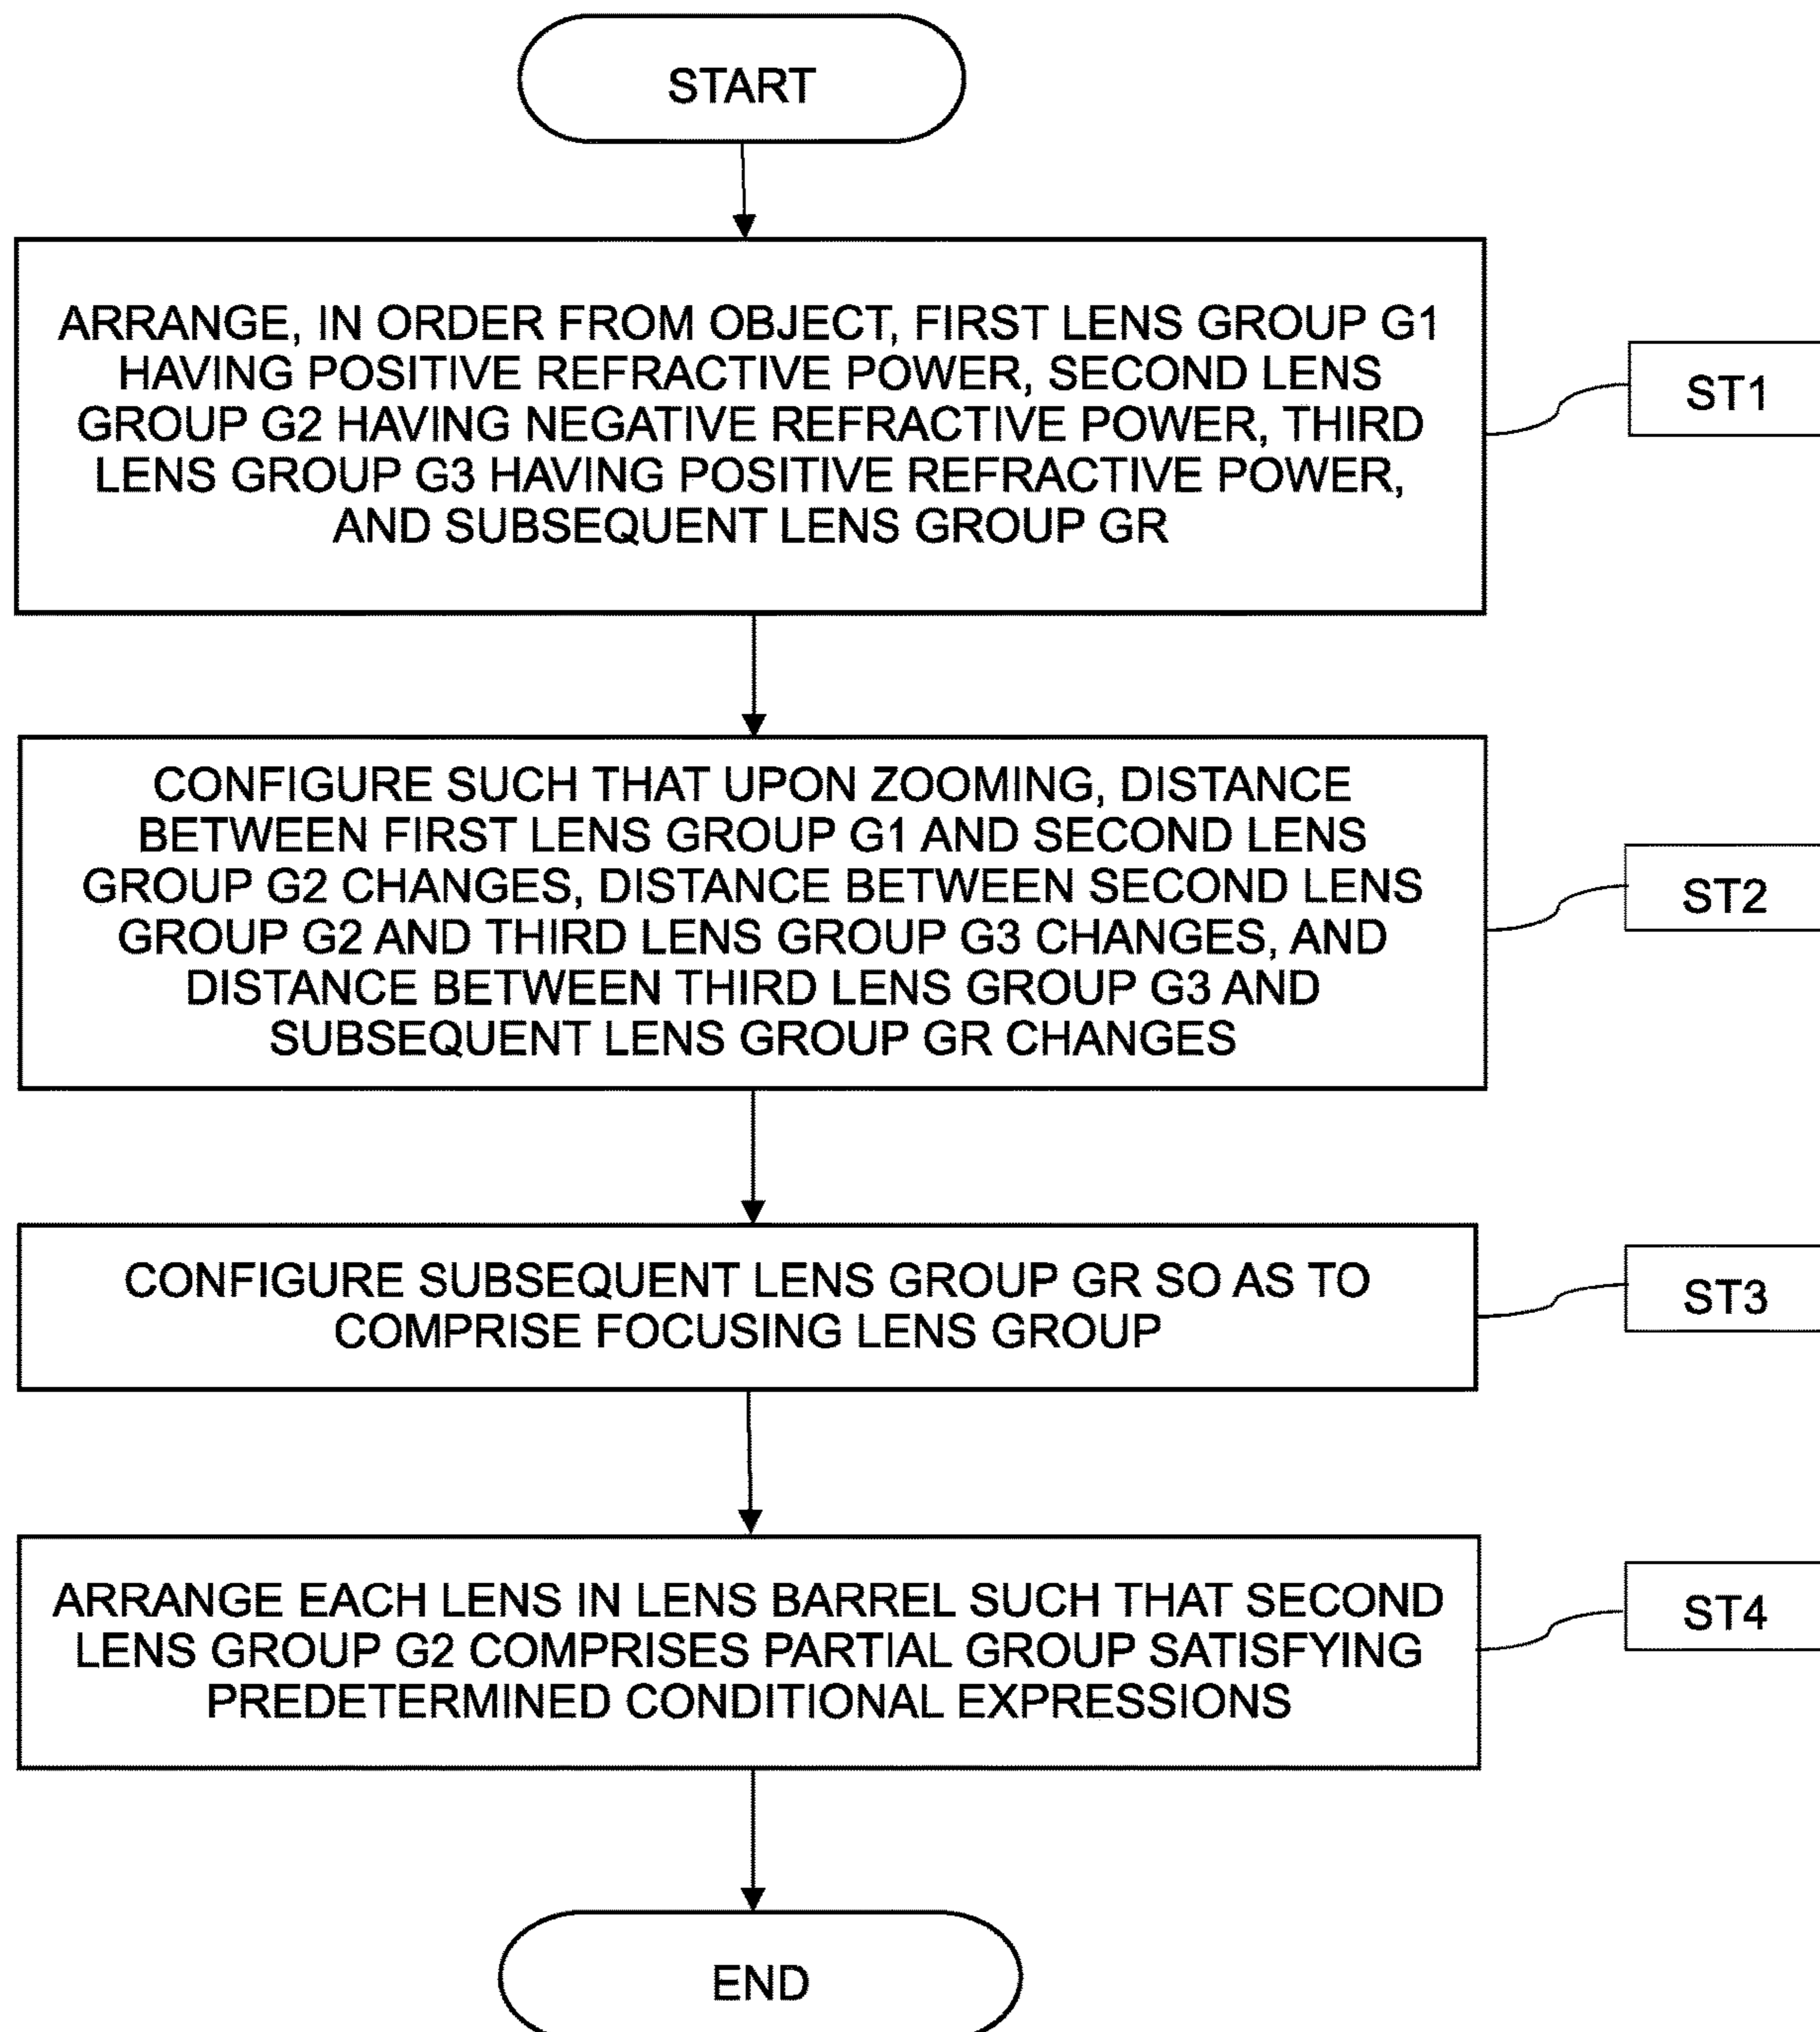 START
ARRANGE, IN ORDER FROM OBJECT, FIRST LENS GROUP G1
HAVING POSITIVE REFRACTIVE POWER, SECOND LENS
GROUP G2 HAVING NEGATIVE REFRACTIVE POWER, THIRD
LENS GROUP G3 HAVING POSITIVE REFRACTIVE POWER,
AND SUBSEQUENT LENS GROUP GR
ST1
CONFIGURE SUCH THAT UPON ZOOMING, DISTANCE
BETWEEN FIRST LENS GROUP G1 AND SECOND LENS
GROUP G2 CHANGES, DISTANCE BETWEEN SECOND LENS
GROUP G2 AND THIRD LENS GROUP G3 CHANGES, AND
DISTANCE BETWEEN THIRD LENS GROUP G3 AND
SUBSEQUENT LENS GROUP GR CHANGES
ST2
CONFIGURE SUBSEQUENT LENS GROUP GR SO AS TO
COMPRISE FOCUSING LENS GROUP
ST3
ARRANGE EACH LENS IN LENS BARREL SUCH THAT SECOND
LENS GROUP G2 COMPRISES PARTIAL GROUP SATISFYING
PREDETERMINED CONDITIONAL EXPRESSIONS
ST4
END